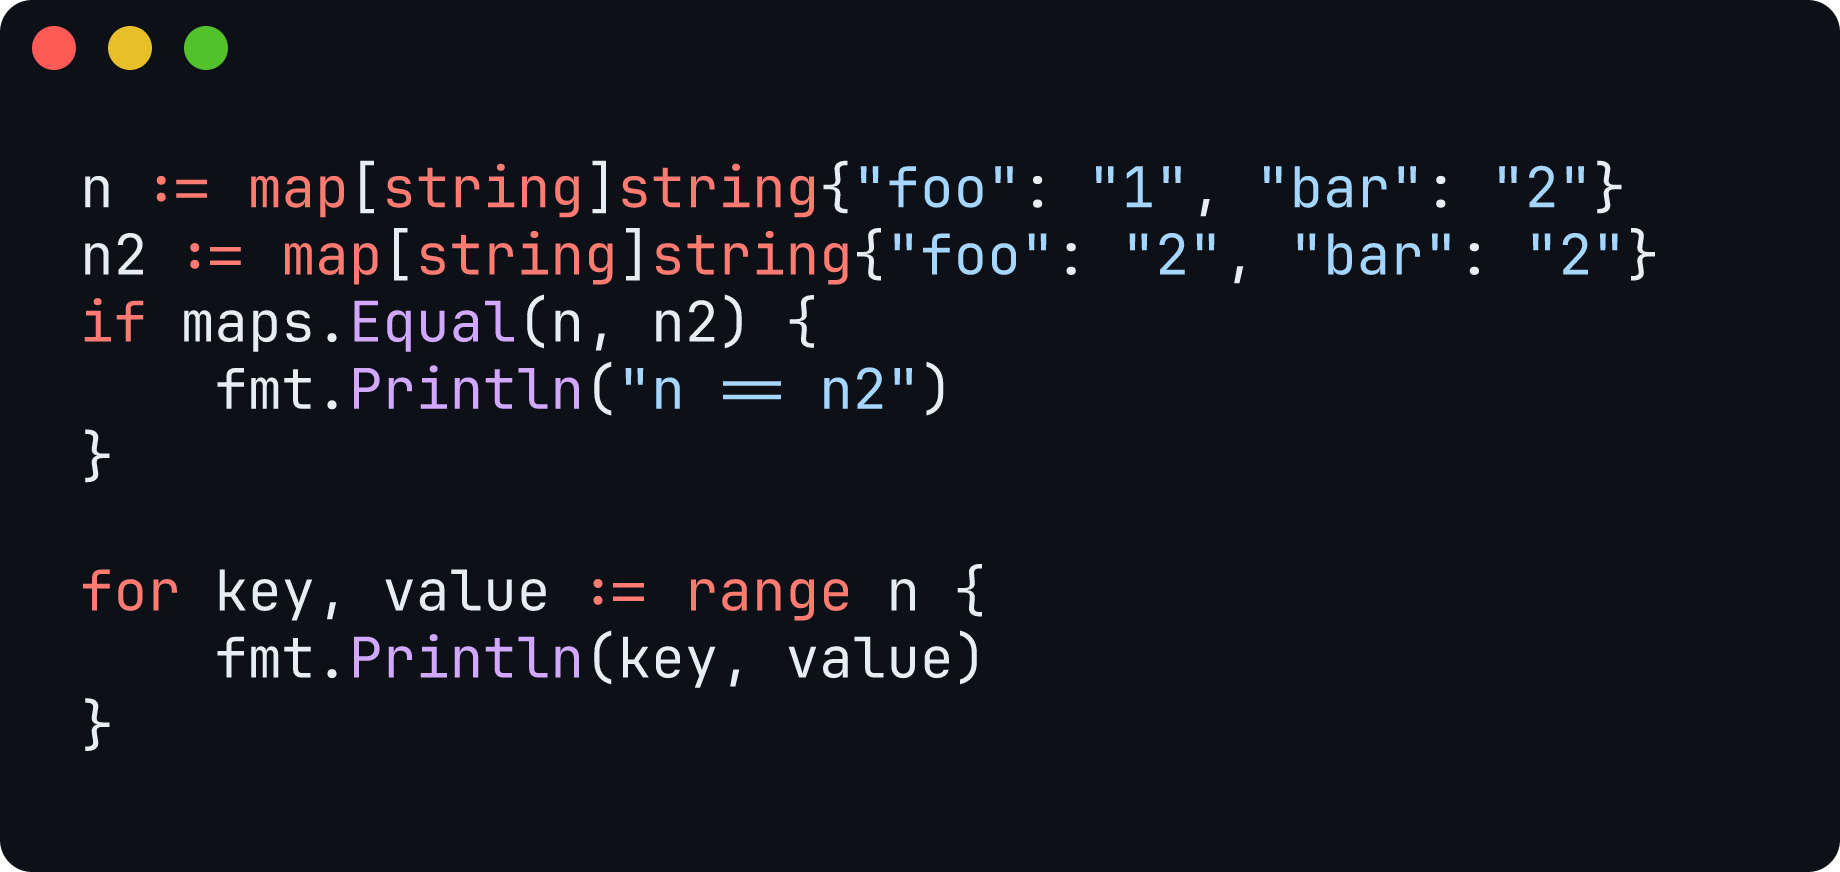 n := map[string]string{"foo": "1", "bar": "2"}
n2 := map[string]string{"foo": "2", "bar": "2"}
if maps.Equal(n, n2) {
    fmt.Println("n == n2")
}

for key, value := range n {
    fmt.Println(key, value)
}